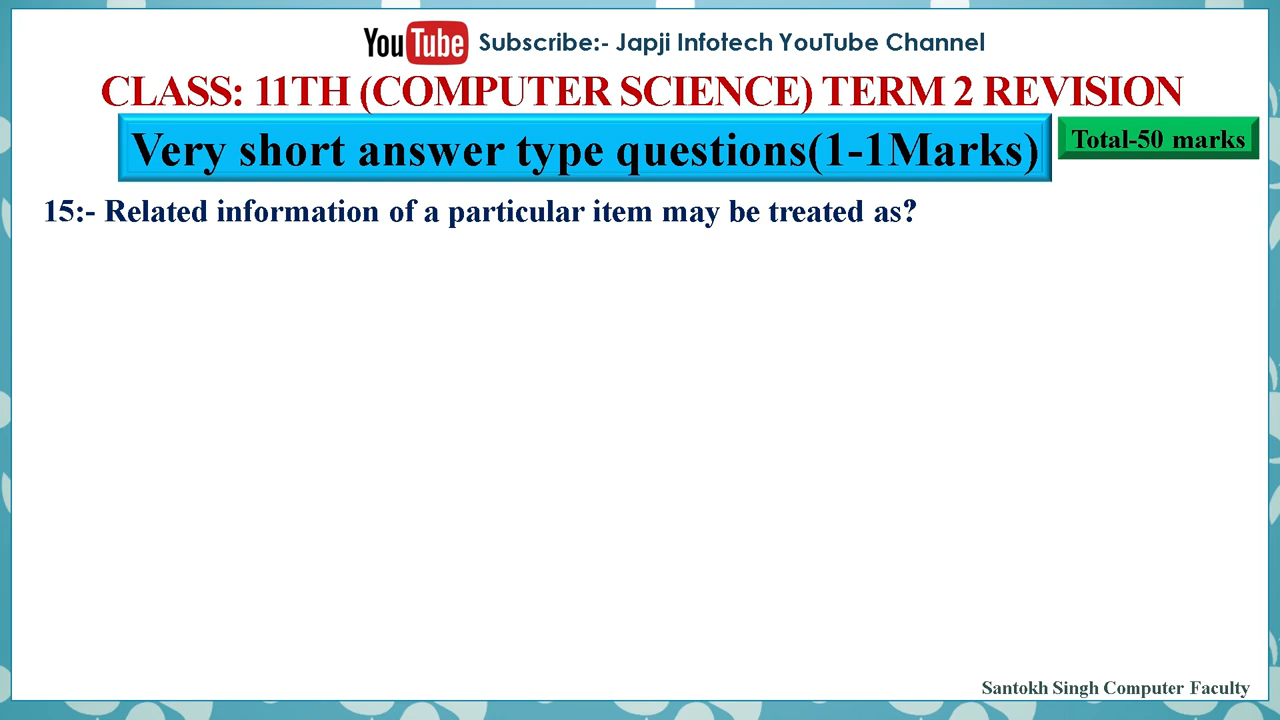 YouTube Subscribe:- Japji Infotech YouTube Channel
CLASS: 11TH (COMPUTER SCIENCE) TERM 2 REVISION
Very short answer type questions(1-1Marks)
Total-50 marks
15:- Related information of a particular item may be treated as?
Santokh Singh Computer Faculty